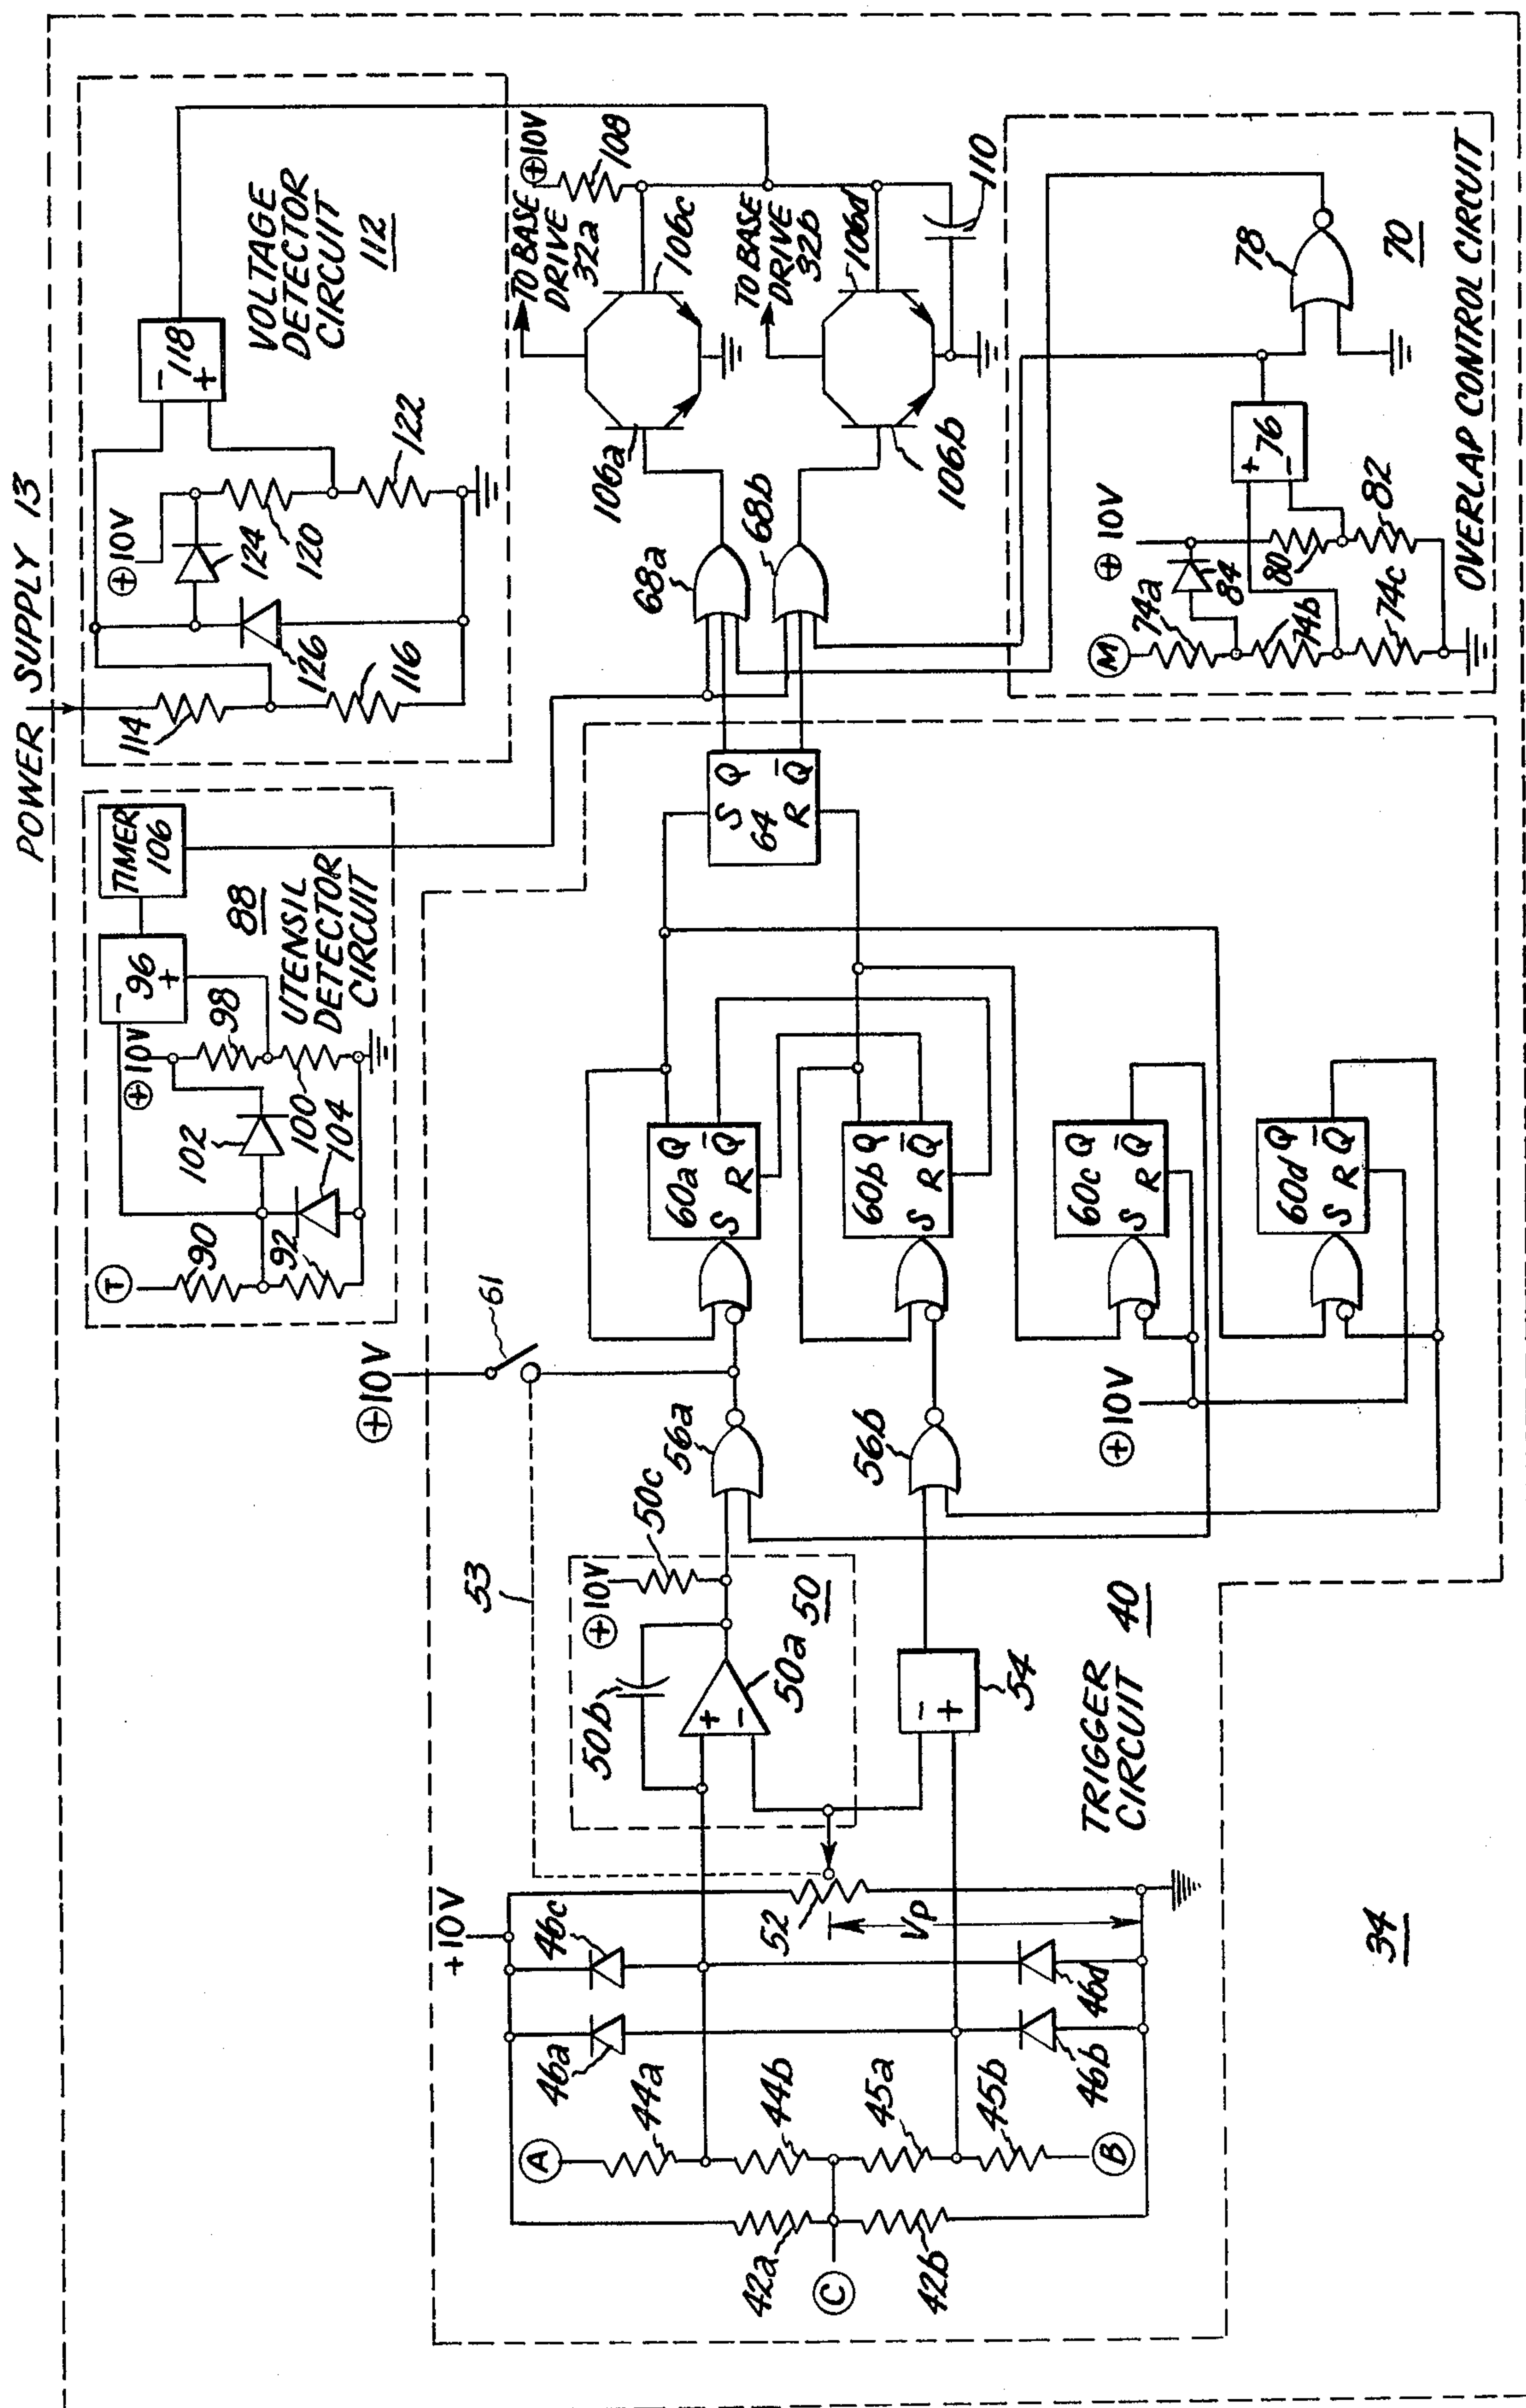 POWER SUPPLY 13
114
116
126
124
⊕10V
120
122
-
118
+
VOLTAGE
DETECTOR
CIRCUIT
112
T
90
92
102
104
100
⊕10V
98
-
96
+
TIMER
106
88
UTENSIL
DETECTOR
CIRCUIT
⊕10V
61
53
TO BASE
DRIVE
32a
⊕10V
108
106a
106c
TO BASE
DRIVE
32b
106b
106d
110
68a
68b
S Q
64
R Q̅
60a
Q
S R Q̅
60b
Q
S R Q̅
60c
Q
S R Q̅
60d
Q
S R Q̅
⊕10V
56a
56b
⊕10V
50c
50b
+
-
50a
50
-
+
54
+10V
46c
46a
52
VP
46d
46b
A
44a
44b
45a
45b
B
42a
C
42b
TRIGGER
CIRCUIT
40
M
74a
74b
74c
⊕10V
84
80
82
+
76
-
78
70
OVERLAP CONTROL CIRCUIT
34